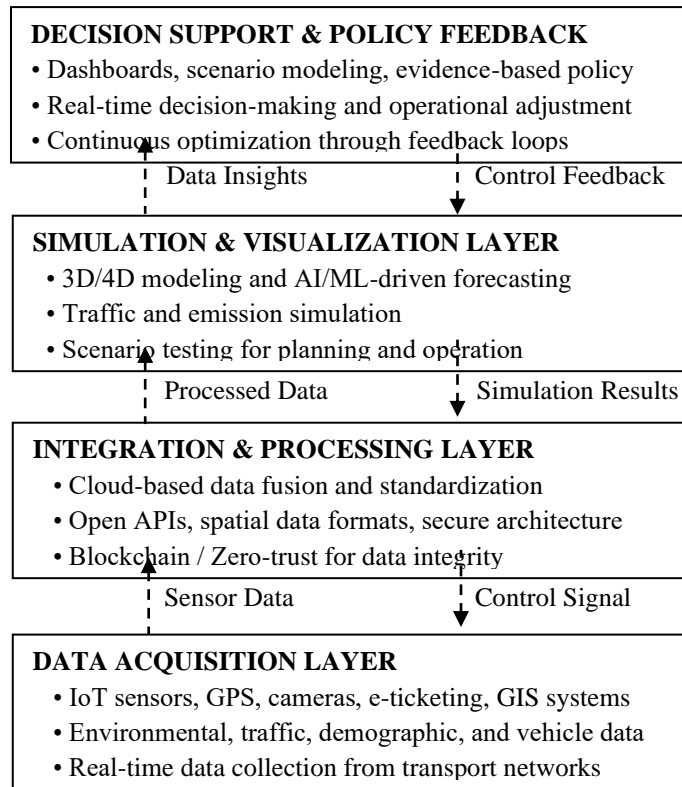 DECISION SUPPORT & POLICY FEEDBACK
• Dashboards, scenario modeling, evidence-based policy
• Real-time decision-making and operational adjustment
• Continuous optimization through feedback loops
Data Insights
Control Feedback
SIMULATION & VISUALIZATION LAYER
• 3D/4D modeling and AI/ML-driven forecasting
• Traffic and emission simulation
• Scenario testing for planning and operation
Processed Data
Simulation Results
INTEGRATION & PROCESSING LAYER
• Cloud-based data fusion and standardization
• Open APIs, spatial data formats, secure architecture
• Blockchain / Zero-trust for data integrity
Sensor Data
Control Signal
DATA ACQUISITION LAYER
• IoT sensors, GPS, cameras, e-ticketing, GIS systems
• Environmental, traffic, demographic, and vehicle data
• Real-time data collection from transport networks